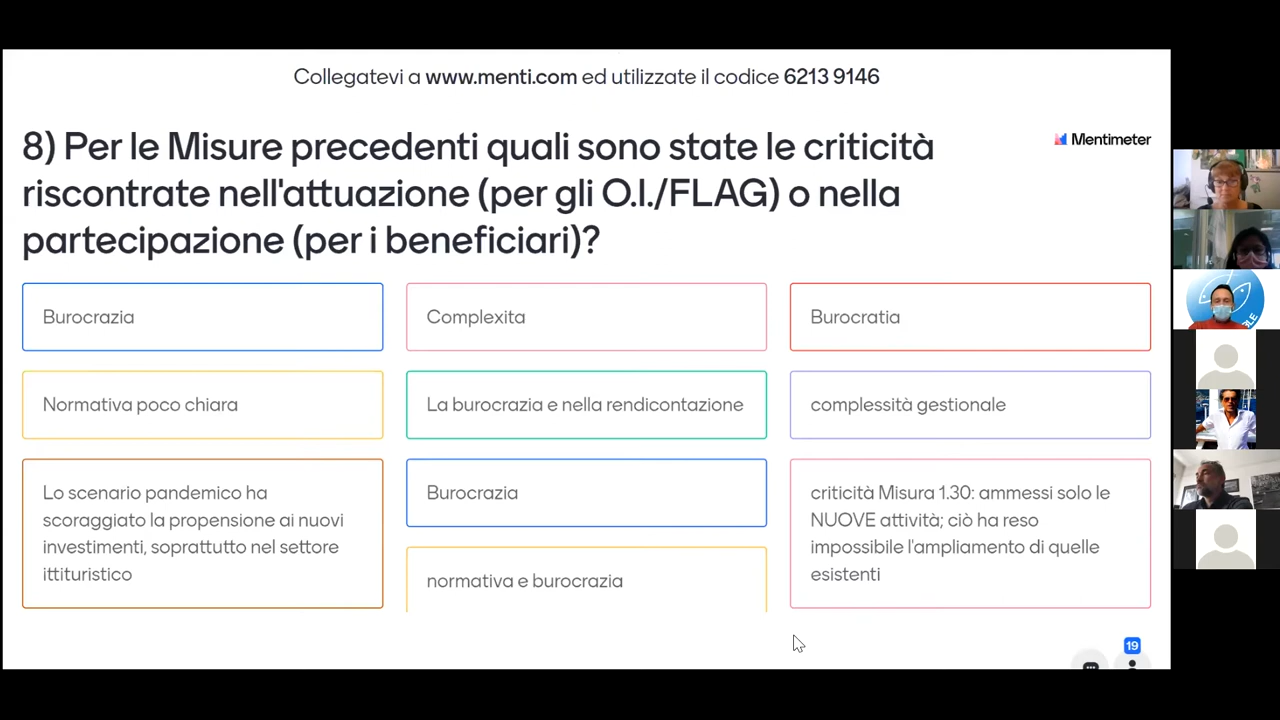 Collegatevi a www.menti.com ed utilizzate il codice 6213 9146
8) Per le Misure precedenti quali sono state le criticità
riscontrate nell'attuazione (per gli O.I./FLAG) o nella
partecipazione (per i beneficiari)?
Mentimeter
Burocrazia
Complexita
Burocratia
Normativa poco chiara
La burocrazia e nella rendicontazione
complessità gestionale
Lo scenario pandemico ha
scoraggiato la propensione ai nuovi
investimenti, soprattutto nel settore
ittituristico
Burocrazia
normativa e burocrazia
criticità Misura 1.30: ammessi solo le
NUOVE attività; ciò ha reso
impossibile l'ampliamento di quelle
esistenti
19